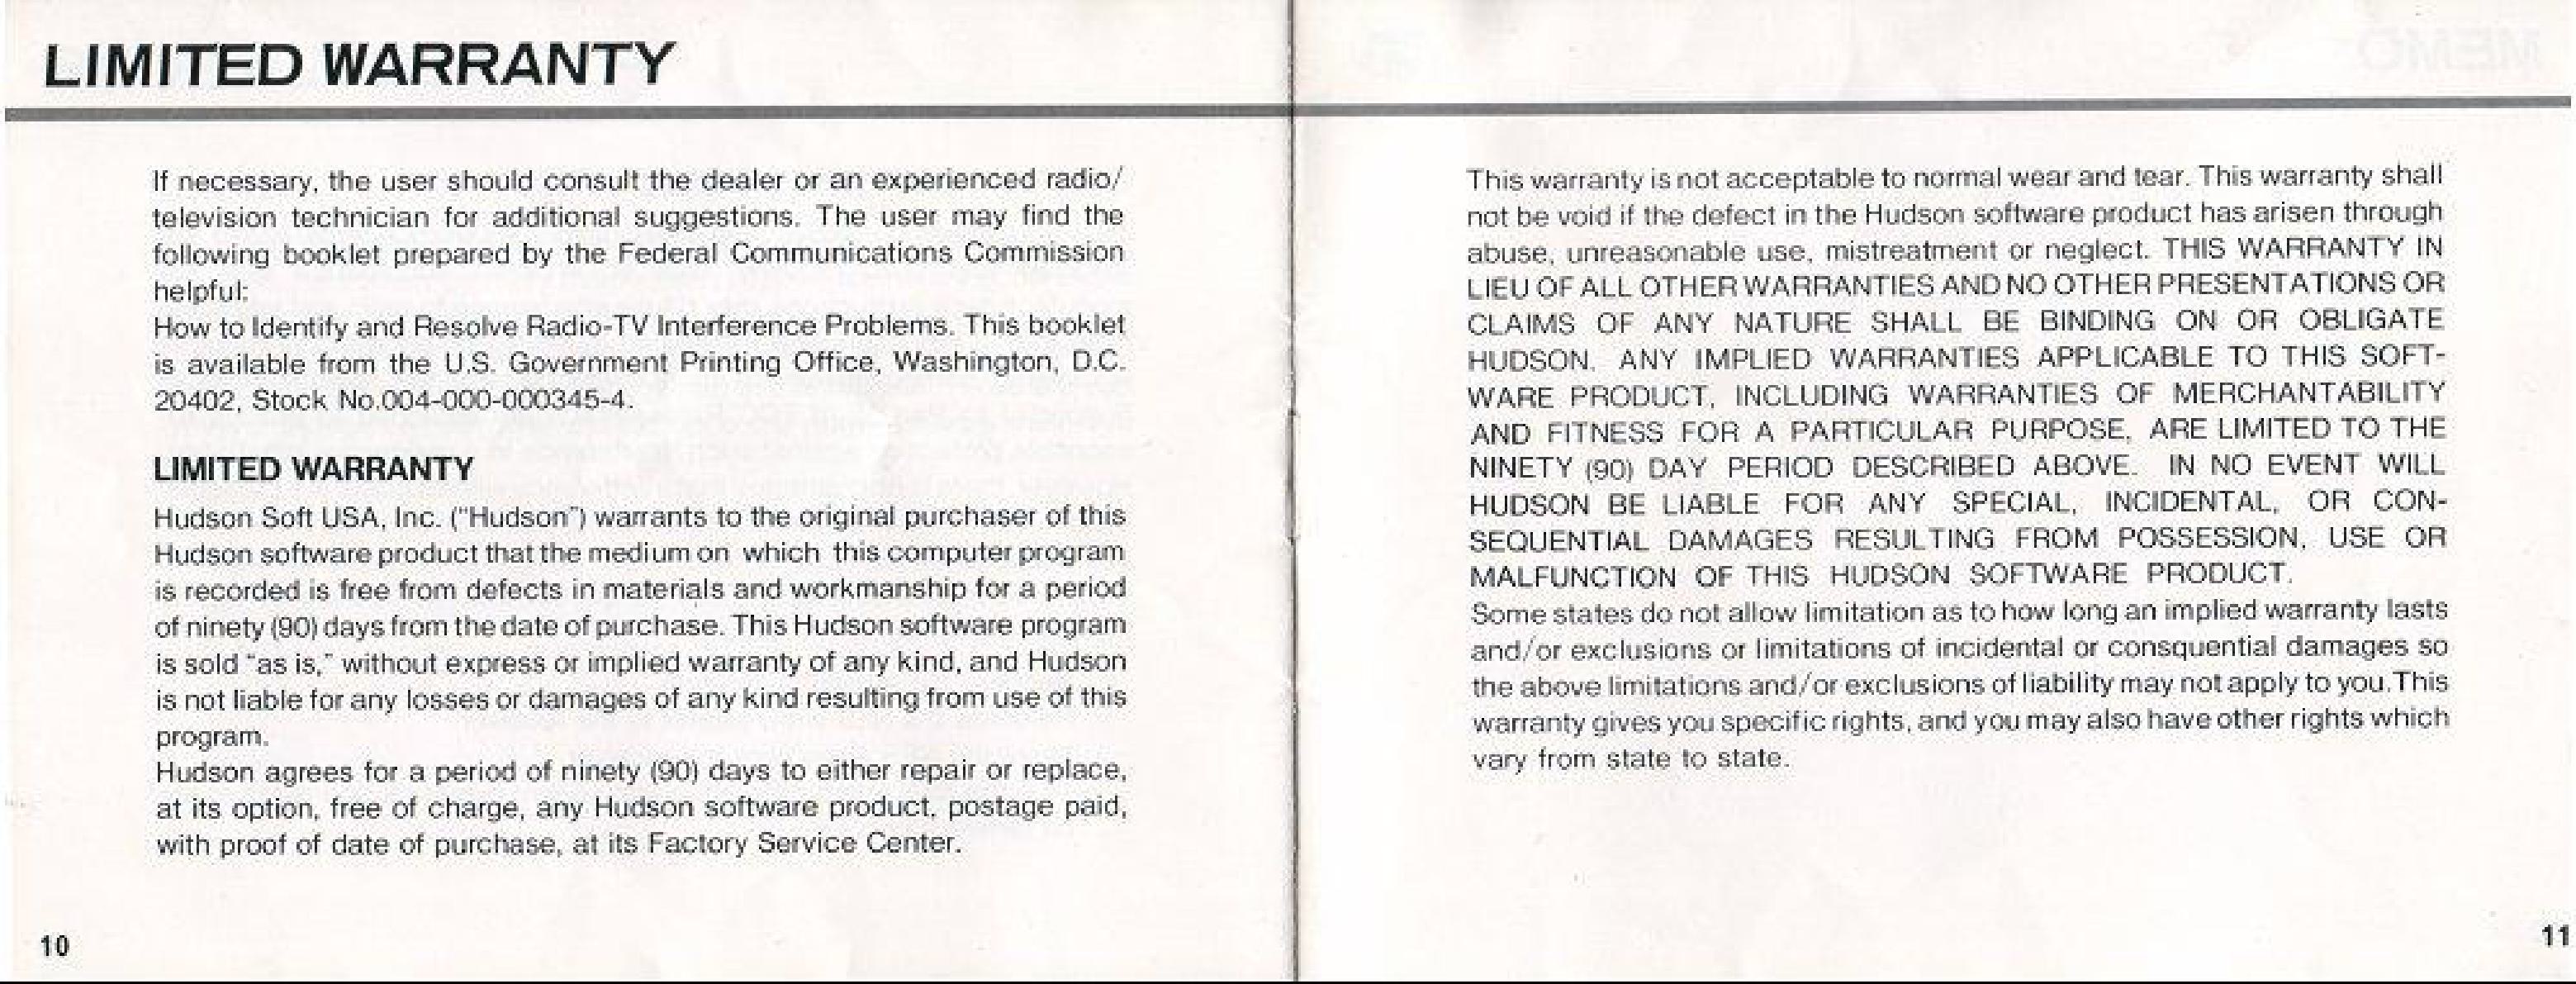 LIMITED WARRANTY
If necessary, the user should consult the dealer or an experienced radio/
television technician for additional suggestions. The user may find the
following booklet prepared by the Federal Communications Commission
helpful:
How to Identify and Resolve Radio-TV Interference Problems. This booklet
is available from the U.S. Government Printing Office, Washington, D.C.
20402, Stock No.004-000-000345-4.
LIMITED WARRANTY
Hudson Soft USA, Inc. ("Hudson") warrants to the original purchaser of this
Hudson software product that the medium on which this computer program
is recorded is free from defects in materials and workmanship for a period
of ninety (90) days from the date of purchase. This Hudson software program
is sold "as is," without express or implied warranty of any kind, and Hudson
is not liable for any losses or damages of any kind resulting from use of this
program.
Hudson agrees for a period of ninety (90) days to either repair or replace,
at its option, free of charge, any Hudson software product, postage paid,
with proof of date of purchase, at its Factory Service Center.
10
This warranty is not acceptable to normal wear and tear. This warranty shall
not be void if the defect in the Hudson software product has arisen through
abuse, unreasonable use, mistreatment or neglect. THIS WARRANTY IN
LIEU OF ALL OTHER WARRANTIES AND NO OTHER PRESENTATIONS OR
CLAIMS OF ANY NATURE SHALL BE BINDING ON OR OBLIGATE
HUDSON. ANY IMPLIED WARRANTIES APPLICABLE TO THIS SOFT-
WARE PRODUCT, INCLUDING WARRANTIES OF MERCHANTABILITY
AND FITNESS FOR A PARTICULAR PURPOSE, ARE LIMITED TO THE
NINETY (90) DAY PERIOD DESCRIBED ABOVE. IN NO EVENT WILL
HUDSON BE LIABLE FOR ANY SPECIAL, INCIDENTAL, OR CON-
SEQUENTIAL DAMAGES RESULTING FROM POSSESSION, USE OR
MALFUNCTION OF THIS HUDSON SOFTWARE PRODUCT.
Some states do not allow limitation as to how long an implied warranty lasts
and/or exclusions or limitations of incidental or consquential damages so
the above limitations and/or exclusions of liability may not apply to you.This
warranty gives you specific rights, and you may also have other rights which
vary from state to state.
11